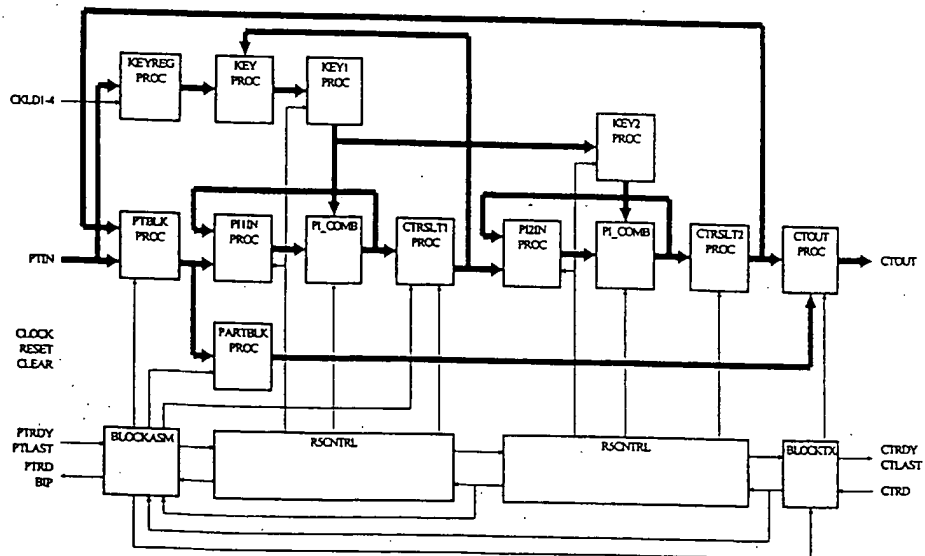 KEYREG
PROC
KEY
PROC
KEY1
PROC
CKLD1-4
KEY2
PROC
PTBLK
PROC
PI1IN
PROC
PI_COMB
CTRSLT1
PROC
PI2IN
PROC
PI_COMB
CTRSLT2
PROC
CTOUT
PROC
PTIN
CTOUT
PARTBLK
PROC
CLOCK
RESET
CLEAR
PTRDY
PTLAST
PTRD
BIP
BLOCKASM
RSCNTRL
RSCNTRL
BLOCKTX
CTRDY
CTLAST
CTRD